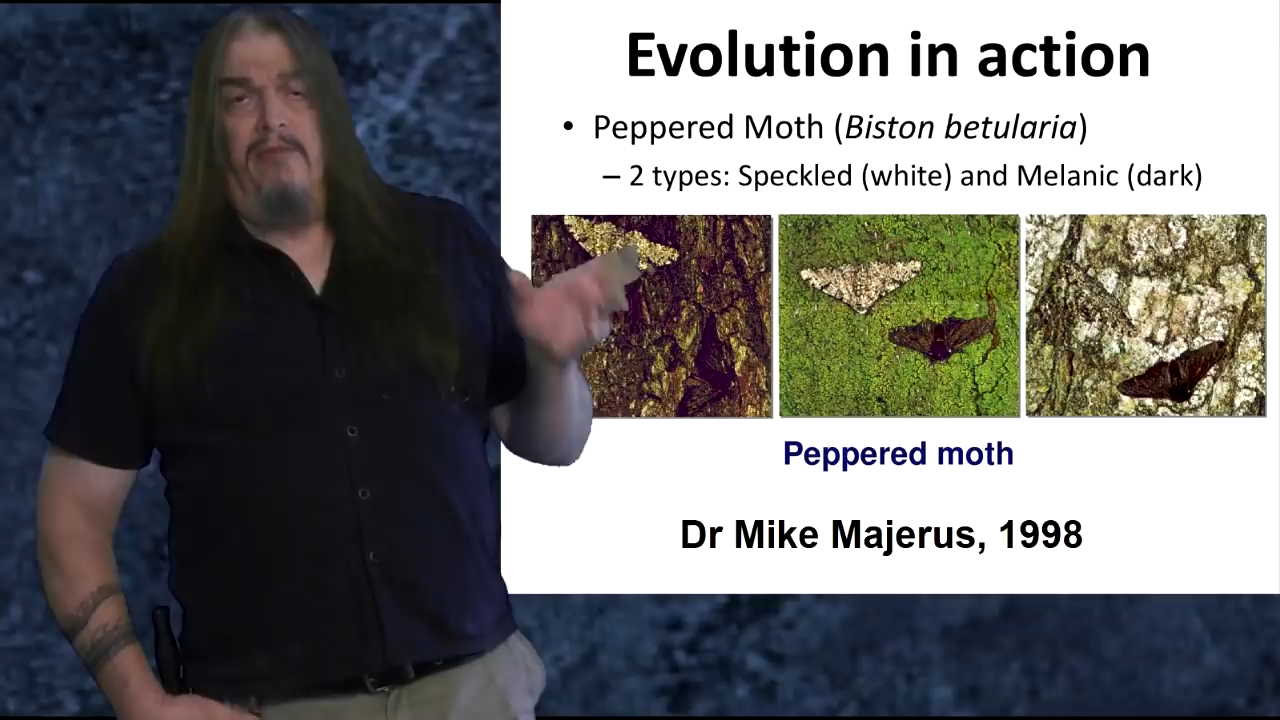 Evolution in action
• Peppered Moth (Biston betularia)
– 2 types: Speckled (white) and Melanic (dark)
Peppered moth
Dr Mike Majerus, 1998